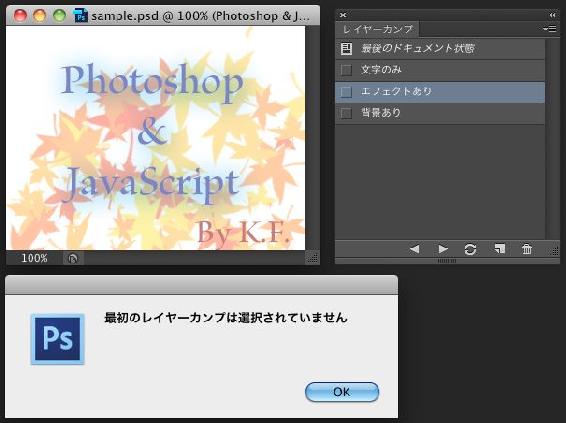 sample.psd @ 100% (Photoshop & J...
Photoshop
&
JavaScript
By K.F.
100%
レイヤーカンプ
最後のドキュメント状態
文字のみ
エフェクトあり
背景あり
Ps
最初のレイヤーカンプは選択されていません
OK